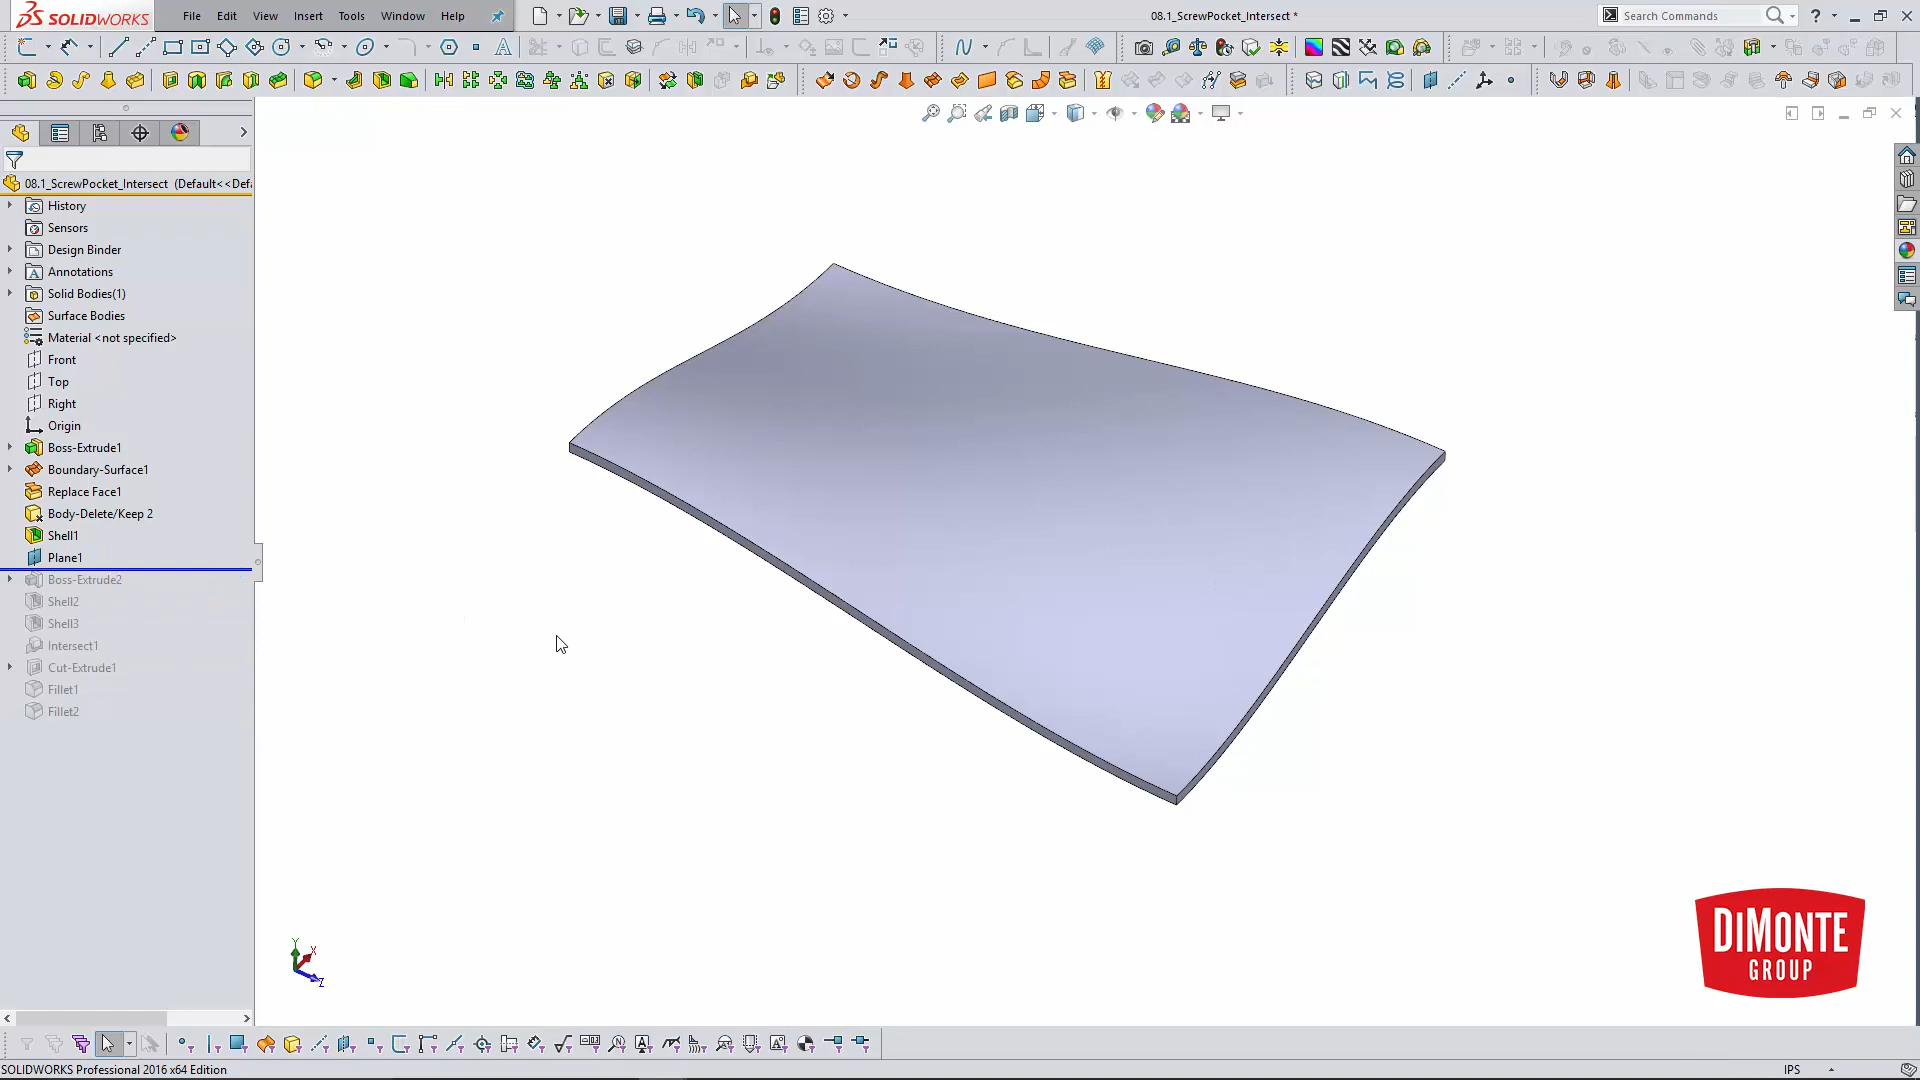 SOLIDWORKS File Edit View Insert Tools Window Help
08.1_ScrewPocket_Intersect *
Search Commands
08.1_ScrewPocket_Intersect (Default<<Defa
History
Sensors
Design Binder
Annotations
Solid Bodies(1)
Surface Bodies
Material <not specified>
Front
Top
Right
Origin
Boss-Extrude1
Boundary-Surface1
Replace Face1
Body-Delete/Keep 2
Shell1
Plane1
Boss-Extrude2
Shell2
Shell3
Intersect1
Cut-Extrude1
Fillet1
Fillet2
Y
X
Z
DIMONTE
GROUP
SOLIDWORKS Professional 2016 x64 Edition
IPS